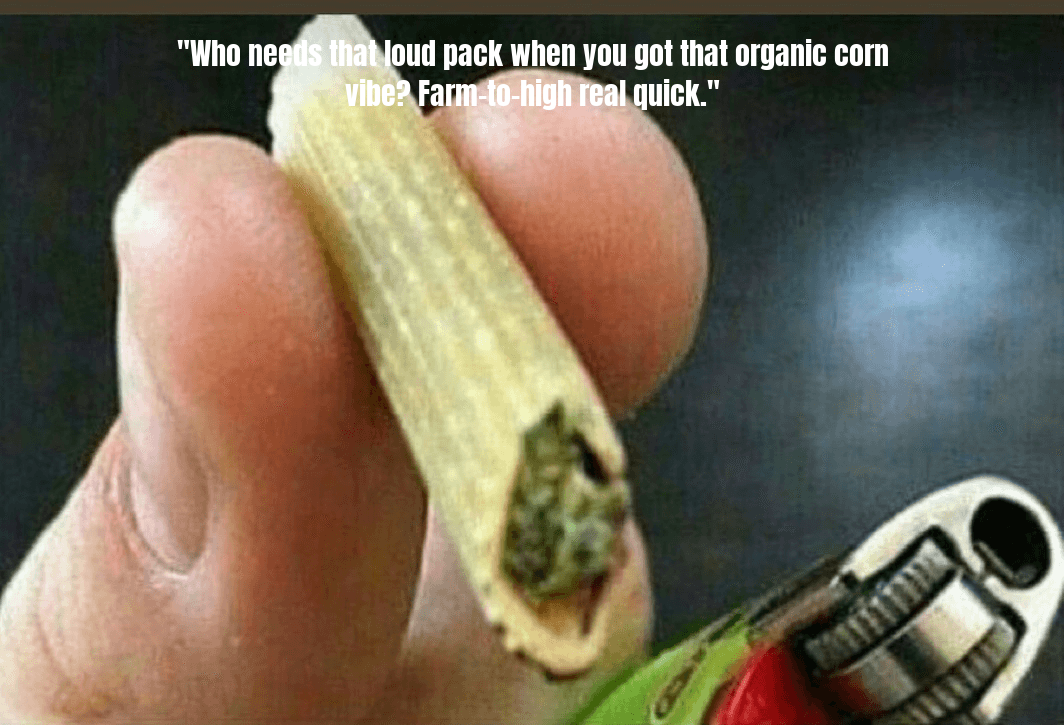 "Who needs that loud pack when you got that organic corn
vibe? Farm-to-high real quick."